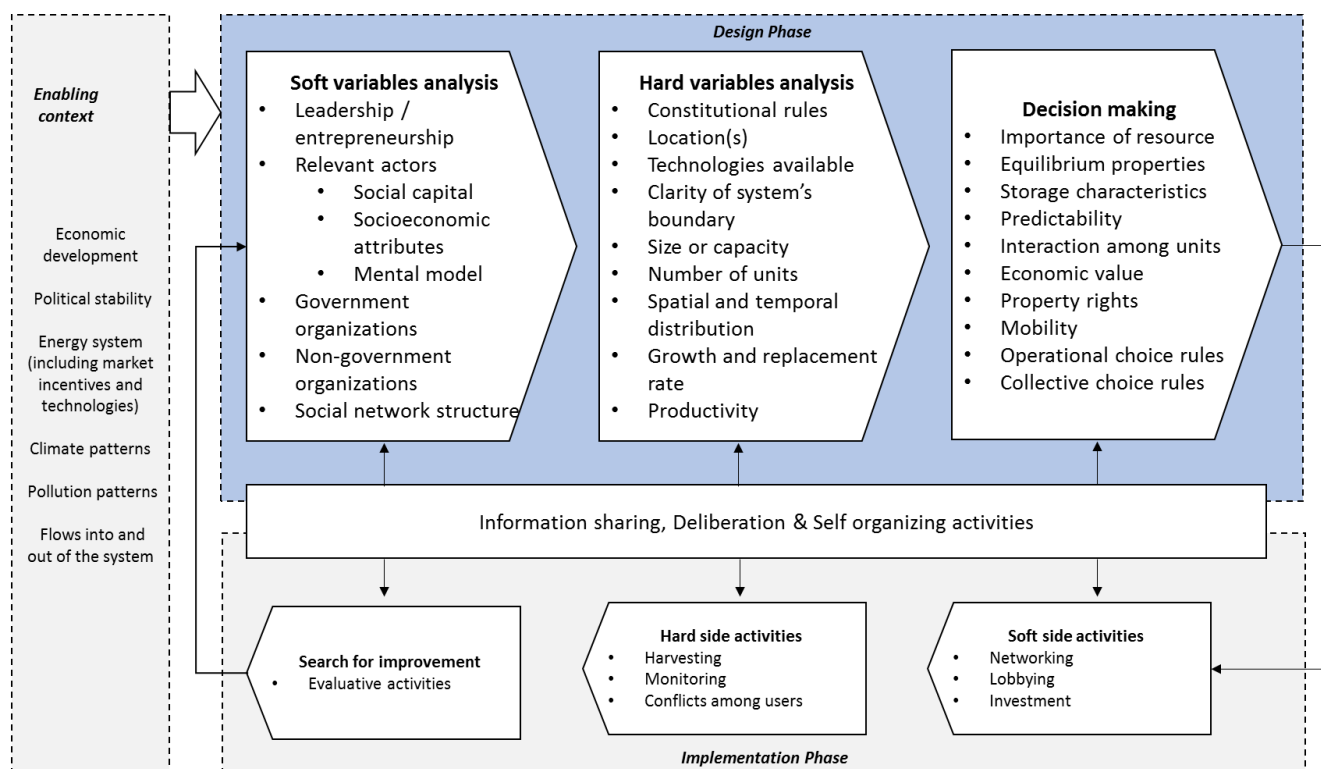 Design Phase
Enabling
context
Economic
development
Political stability
Energy system
(including market
incentives and
technologies)
Climate patterns
Pollution patterns
Flows into and
out of the system
Soft variables analysis
• Leadership /
entrepreneurship
• Relevant actors
• Social capital
• Socioeconomic
attributes
• Mental model
• Government
organizations
• Non-government
organizations
• Social network structure
Hard variables analysis
• Constitutional rules
• Location(s)
• Technologies available
• Clarity of system's
boundary
• Size or capacity
• Number of units
• Spatial and temporal
distribution
• Growth and replacement
rate
• Productivity
Decision making
• Importance of resource
• Equilibrium properties
• Storage characteristics
• Predictability
• Interaction among units
• Economic value
• Property rights
• Mobility
• Operational choice rules
• Collective choice rules
Information sharing, Deliberation & Self organizing activities
Search for improvement
• Evaluative activities
Hard side activities
• Harvesting
• Monitoring
• Conflicts among users
Soft side activities
• Networking
• Lobbying
• Investment
Implementation Phase